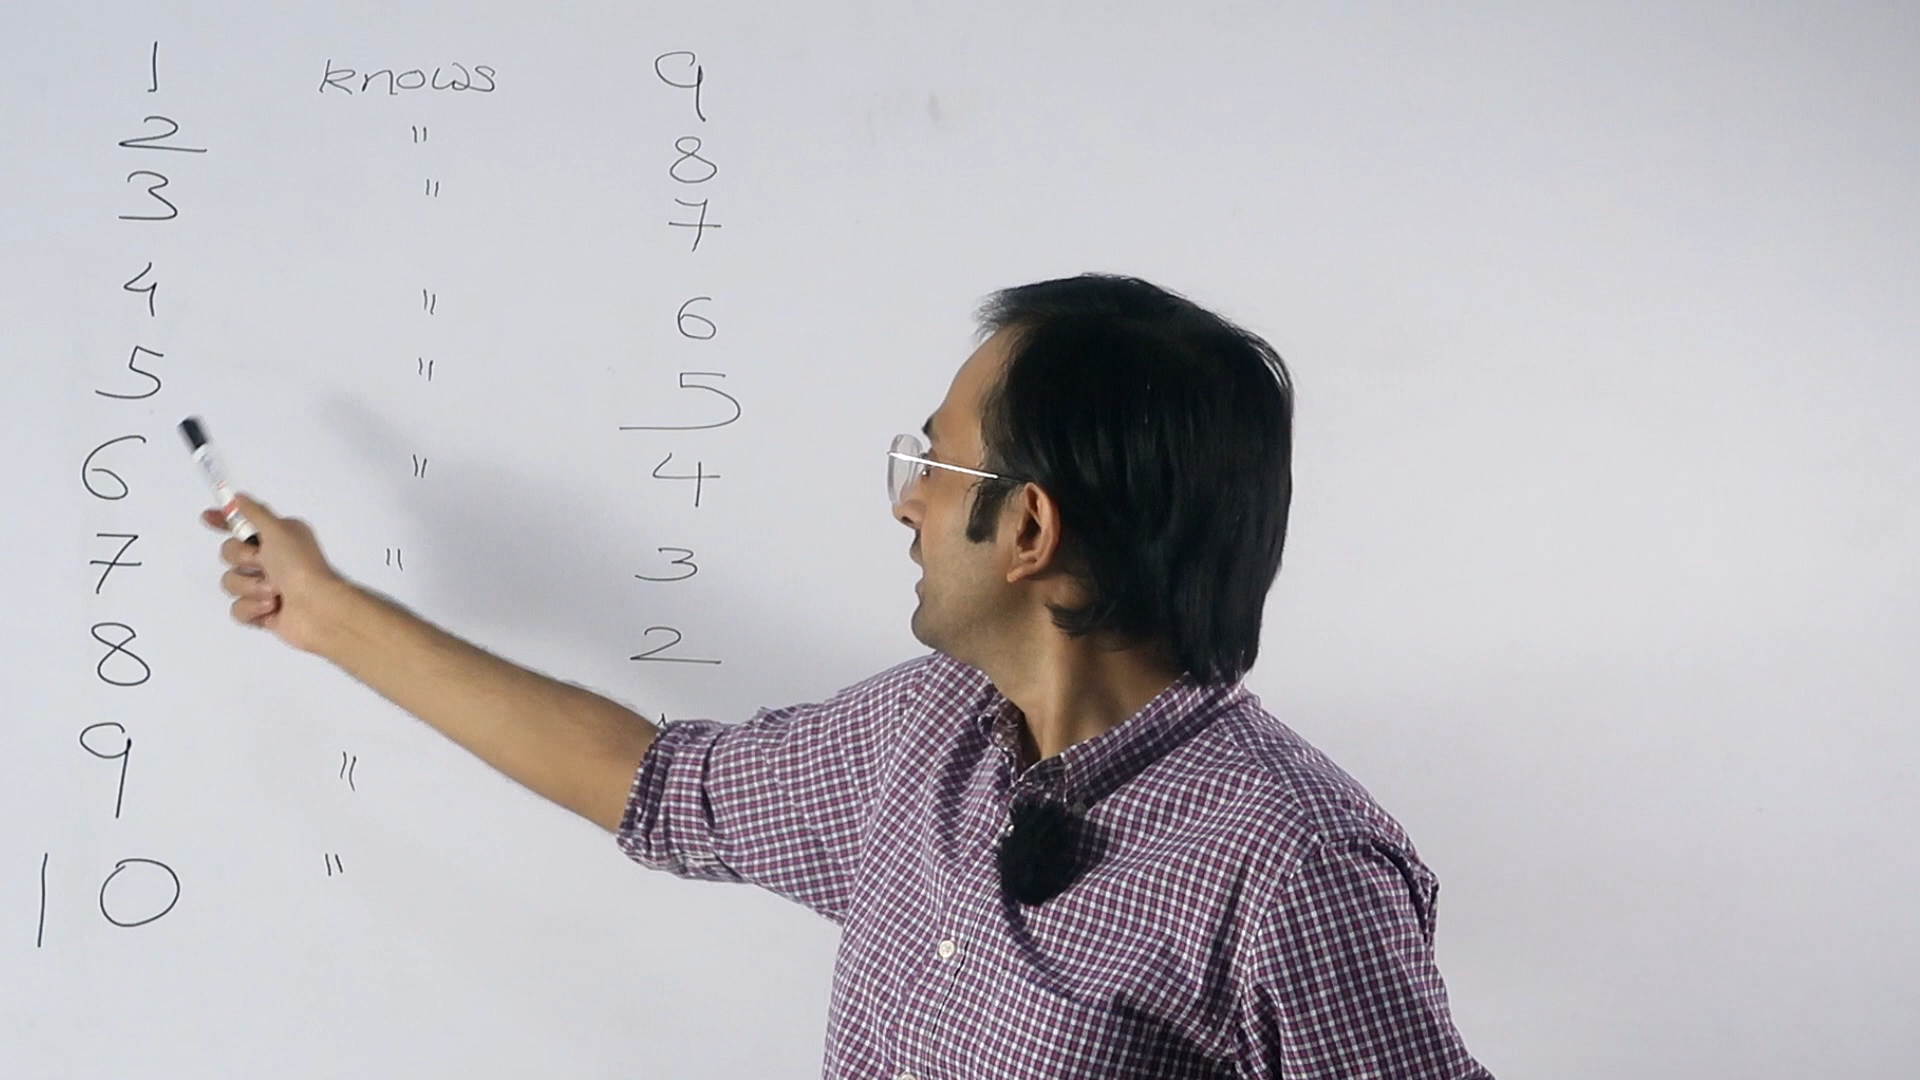 1 knows 9
2 " 8
3 " 7
4 " 6
5 " 5
6 " 4
7 " 3
8 2
9 "
10 "